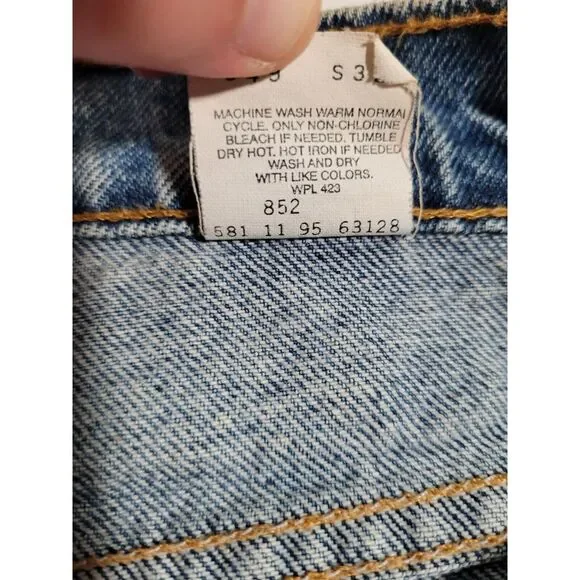 MACHINE WASH WARM NORMAL
CYCLE. ONLY NON-CHLORINE
BLEACH IF NEEDED. TUMBLE
DRY HOT. HOT IRON IF NEEDED
WASH AND DRY
WITH LIKE COLORS.
WPL 423
852
581 11 95 63128